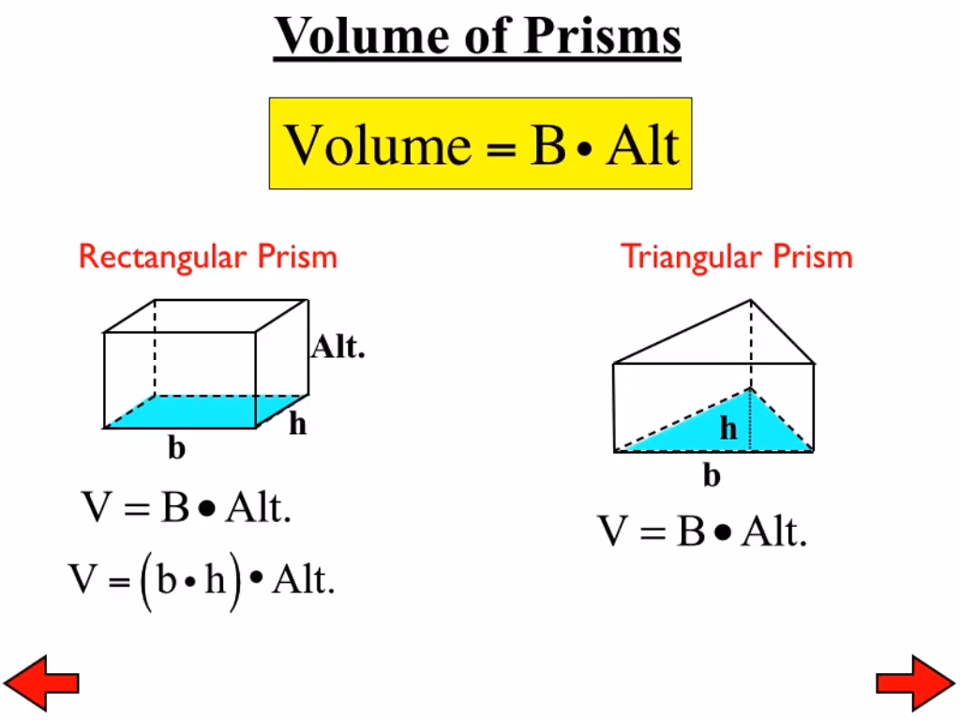 Volume of Prisms
Volume = B • Alt
Rectangular Prism
Alt.
h
b
V = B • Alt.
V = (b • h) • Alt.
Triangular Prism
h
b
V = B • Alt.